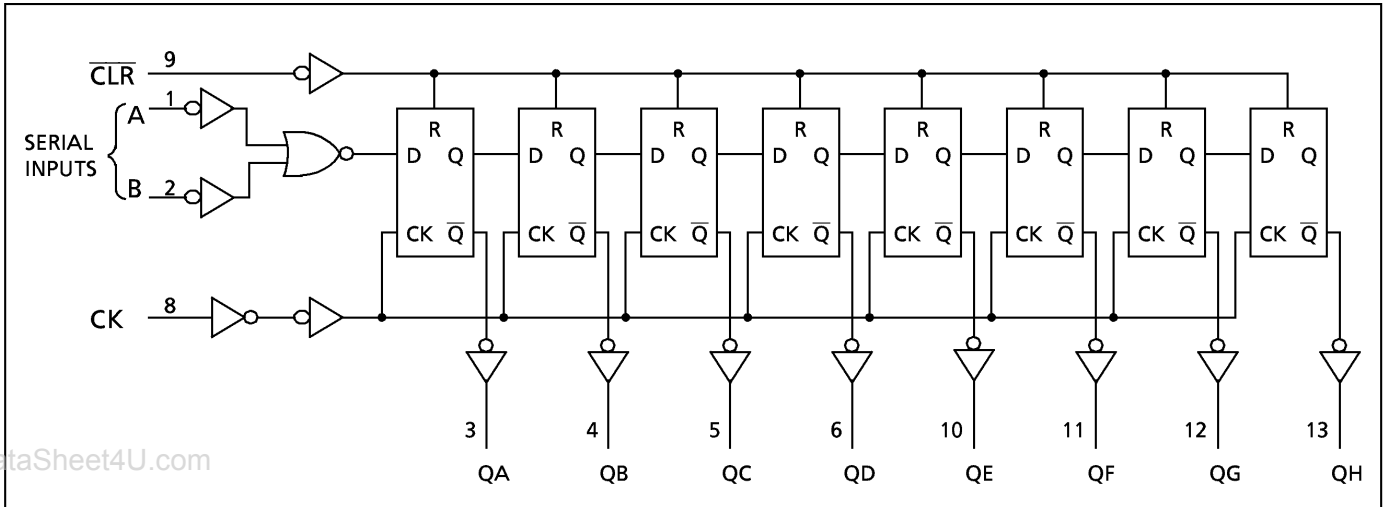 C̅L̅R̅ 9
SERIAL INPUTS A 1
B 2
R R R R R R R R
D Q D Q D Q D Q D Q D Q D Q D Q
CK Q̅ CK Q̅ CK Q̅ CK Q̅ CK Q̅ CK Q̅ CK Q̅ CK Q̅
CK 8
3 4 5 6 10 11 12 13
QA QB QC QD QE QF QG QH
ataSheet4U.com